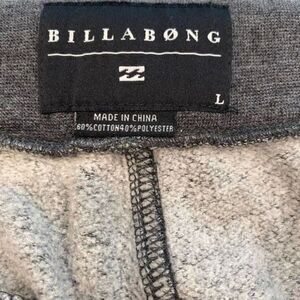 BILLABØNG
L
MADE IN CHINA
60%COTTON40%POLYESTER